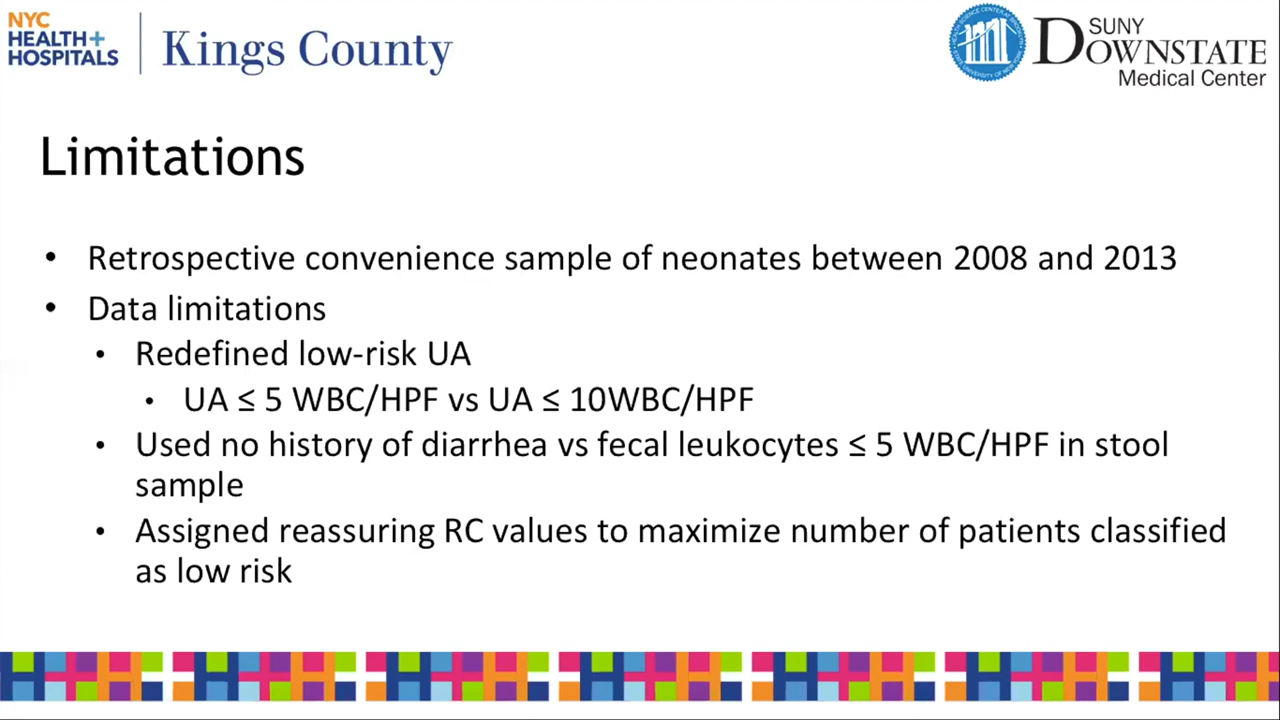 NYC
HEALTH+
HOSPITALS
Kings County
SUNY
DOWNSTATE
Medical Center
Limitations
• Retrospective convenience sample of neonates between 2008 and 2013
• Data limitations
• Redefined low-risk UA
• UA ≤ 5 WBC/HPF vs UA ≤ 10WBC/HPF
• Used no history of diarrhea vs fecal leukocytes ≤ 5 WBC/HPF in stool
sample
• Assigned reassuring RC values to maximize number of patients classified
as low risk